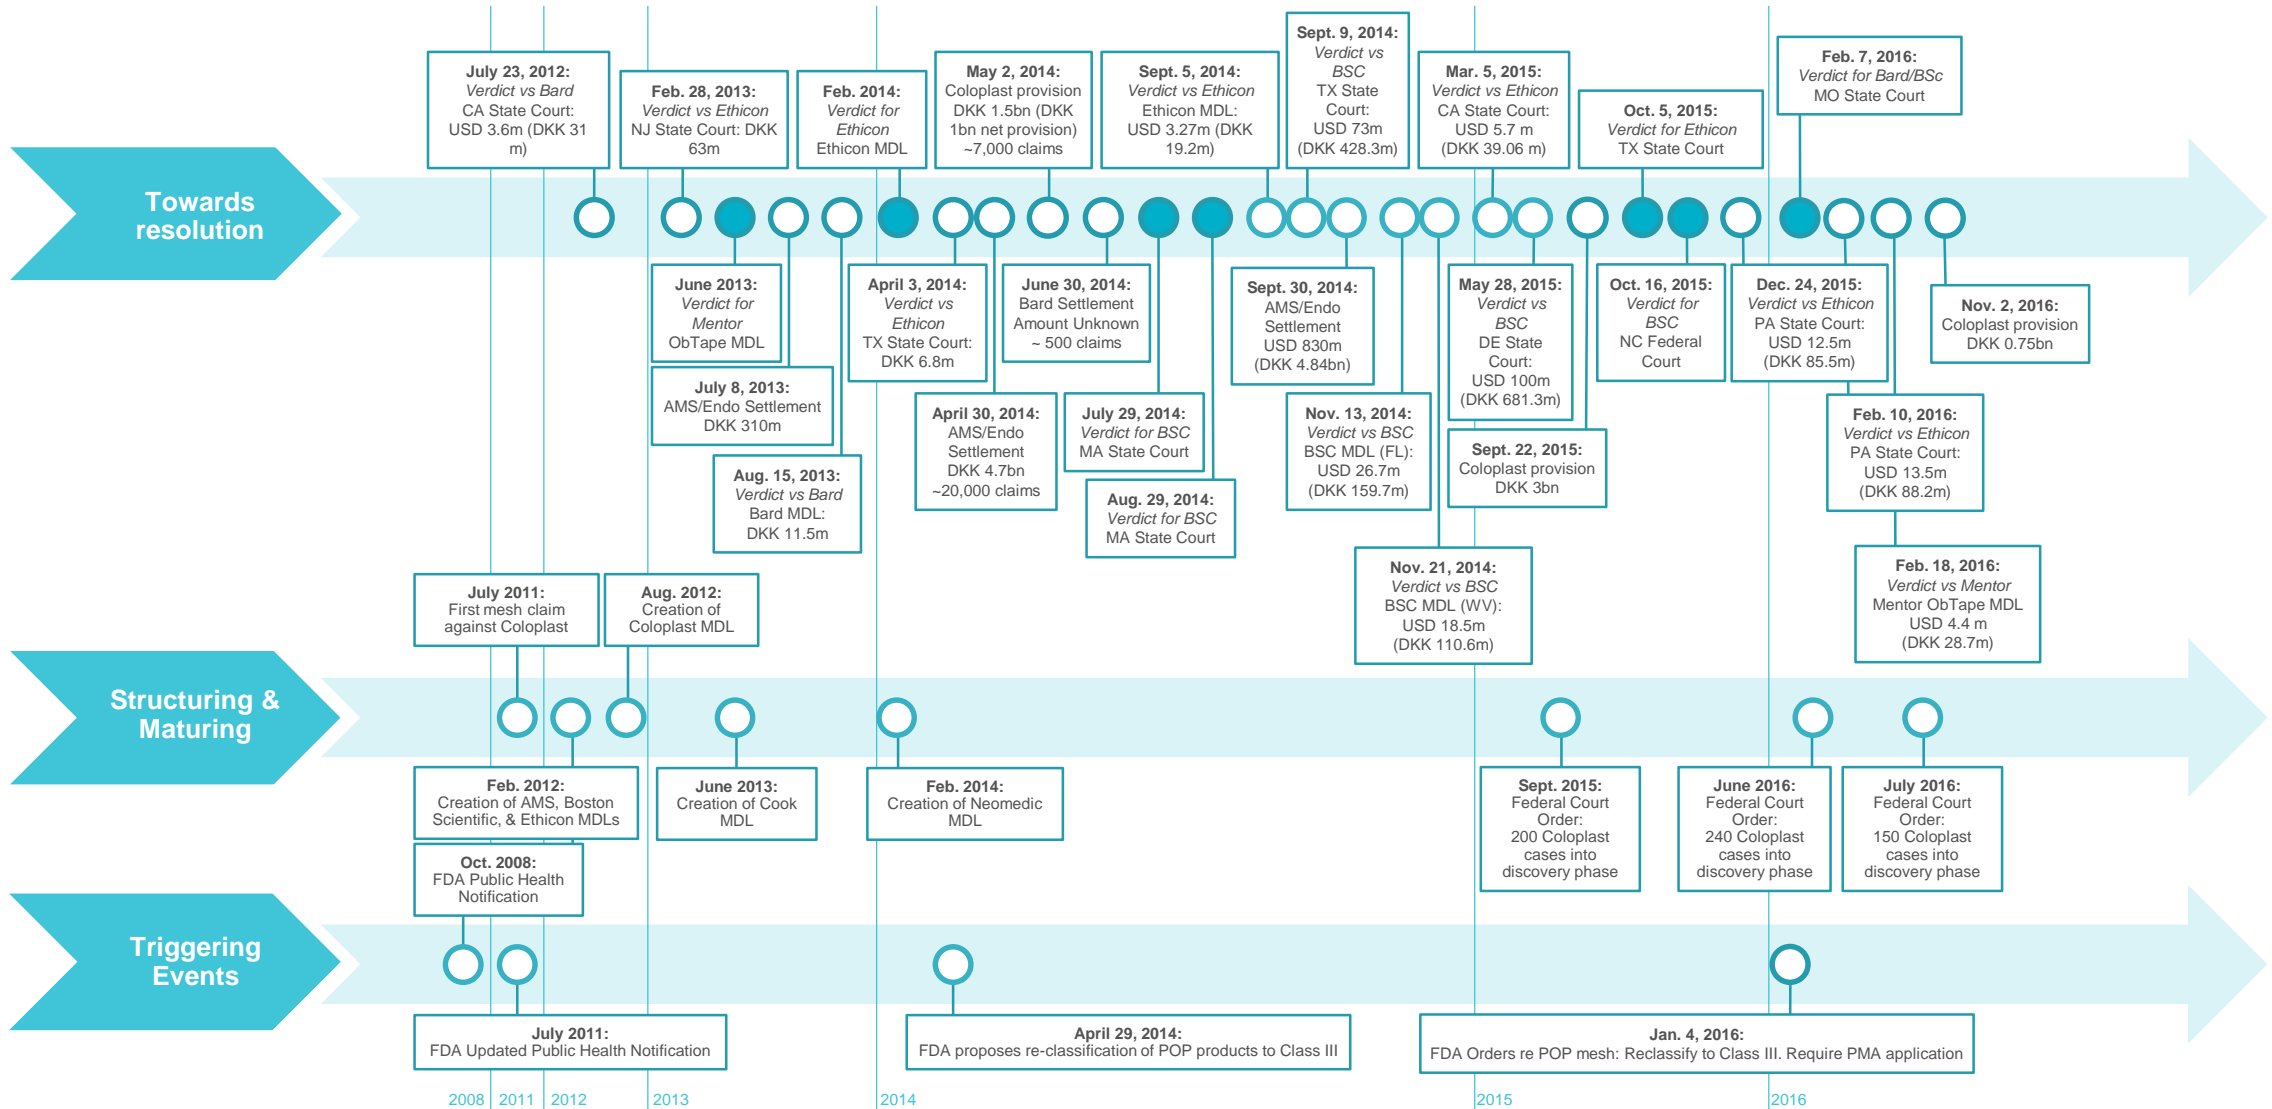 Towards
resolution
July 23, 2012:
Verdict vs Bard
CA State Court:
USD 3.6m (DKK 31
m)
Feb. 28, 2013:
Verdict vs Ethicon
NJ State Court: DKK
63m
Feb. 2014:
Verdict for
Ethicon
Ethicon MDL
May 2, 2014:
Coloplast provision
DKK 1.5bn (DKK
1bn net provision)
~7,000 claims
Sept. 5, 2014:
Verdict vs Ethicon
Ethicon MDL:
USD 3.27m (DKK
19.2m)
Sept. 9, 2014:
Verdict vs
BSC
TX State
Court:
USD 73m
(DKK 428.3m)
Mar. 5, 2015:
Verdict vs Ethicon
CA State Court:
USD 5.7 m
(DKK 39.06 m)
Oct. 5, 2015:
Verdict for Ethicon
TX State Court
Feb. 7, 2016:
Verdict for Bard/BSc
MO State Court
June 2013:
Verdict for
Mentor
ObTape MDL
July 8, 2013:
AMS/Endo Settlement
DKK 310m
Aug. 15, 2013:
Verdict vs Bard
Bard MDL:
DKK 11.5m
April 3, 2014:
Verdict vs
Ethicon
TX State Court:
DKK 6.8m
April 30, 2014:
AMS/Endo
Settlement
DKK 4.7bn
~20,000 claims
June 30, 2014:
Bard Settlement
Amount Unknown
~ 500 claims
July 29, 2014:
Verdict for BSC
MA State Court
Aug. 29, 2014:
Verdict for BSC
MA State Court
Sept. 30, 2014:
AMS/Endo
Settlement
USD 830m
(DKK 4.84bn)
Nov. 13, 2014:
Verdict vs BSC
BSC MDL (FL):
USD 26.7m
(DKK 159.7m)
Nov. 21, 2014:
Verdict vs BSC
BSC MDL (WV):
USD 18.5m
(DKK 110.6m)
May 28, 2015:
Verdict vs
BSC
DE State
Court:
USD 100m
(DKK 681.3m)
Sept. 22, 2015:
Coloplast provision
DKK 3bn
Oct. 16, 2015:
Verdict for
BSC
NC Federal
Court
Dec. 24, 2015:
Verdict vs Ethicon
PA State Court:
USD 12.5m
(DKK 85.5m)
Feb. 10, 2016:
Verdict vs Ethicon
PA State Court:
USD 13.5m
(DKK 88.2m)
Feb. 18, 2016:
Verdict vs Mentor
Mentor ObTape MDL
USD 4.4 m
(DKK 28.7m)
Nov. 2, 2016:
Coloplast provision
DKK 0.75bn
Structuring &
Maturing
July 2011:
First mesh claim
against Coloplast
Aug. 2012:
Creation of
Coloplast MDL
Feb. 2012:
Creation of AMS, Boston
Scientific, & Ethicon MDLs
June 2013:
Creation of Cook
MDL
Feb. 2014:
Creation of Neomedic
MDL
Sept. 2015:
Federal Court
Order:
200 Coloplast
cases into
discovery phase
June 2016:
Federal Court
Order:
240 Coloplast
cases into
discovery phase
July 2016:
Federal Court
Order:
150 Coloplast
cases into
discovery phase
Triggering
Events
Oct. 2008:
FDA Public Health
Notification
July 2011:
FDA Updated Public Health Notification
April 29, 2014:
FDA proposes re-classification of POP products to Class III
Jan. 4, 2016:
FDA Orders re POP mesh: Reclassify to Class III. Require PMA application
2008
2011
2012
2013
2014
2015
2016